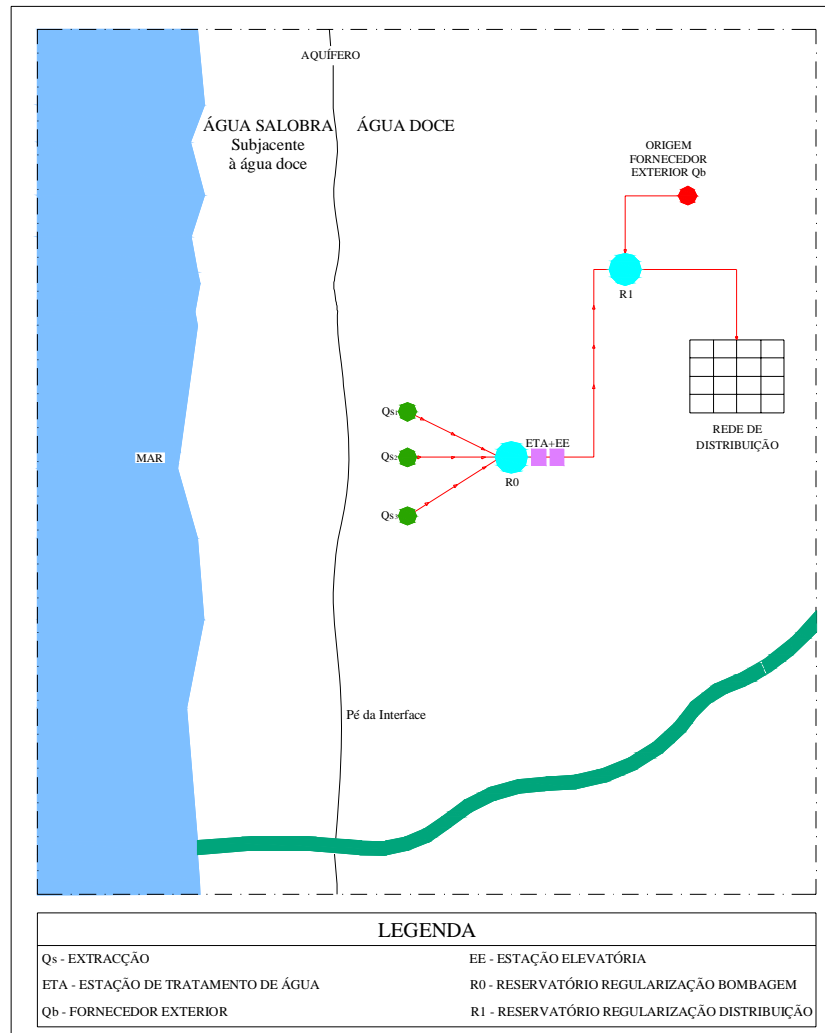 AQUÍFERO
ÁGUA SALOBRA
Subjacente
à água doce
ÁGUA DOCE
ORIGEM
FORNECEDOR
EXTERIOR Qb
R1
Qs1
ETA+EE
REDE DE
DISTRIBUIÇÃO
MAR
Qs2
R0
Qs3
Pé da Interface
LEGENDA
Qs - EXTRACÇÃO
EE - ESTAÇÃO ELEVATÓRIA
ETA - ESTAÇÃO DE TRATAMENTO DE ÁGUA
R0 - RESERVATÓRIO REGULARIZAÇÃO BOMBAGEM
Qb - FORNECEDOR EXTERIOR
R1 - RESERVATÓRIO REGULARIZAÇÃO DISTRIBUIÇÃO